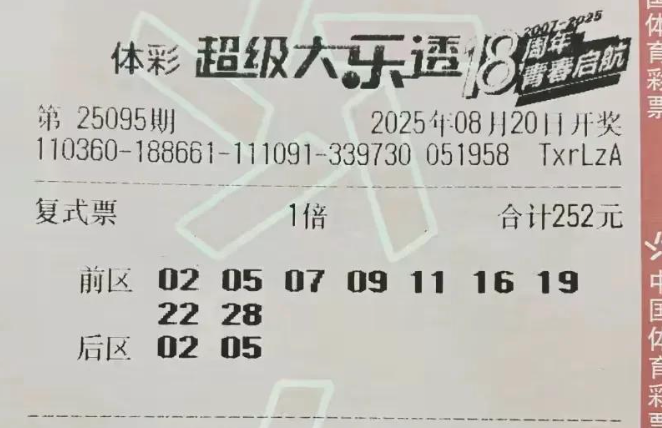 体彩 超级大乐透 18 2007-2025 周年 青春启航
第 25095期 2025年08月20日开奖
110360-188661-111091-339730 051958 TxrLzA
复式票 1倍 合计252元
前区 02 05 07 09 11 16 19
22 28
后区 02 05
国体育彩票
中国体育彩票